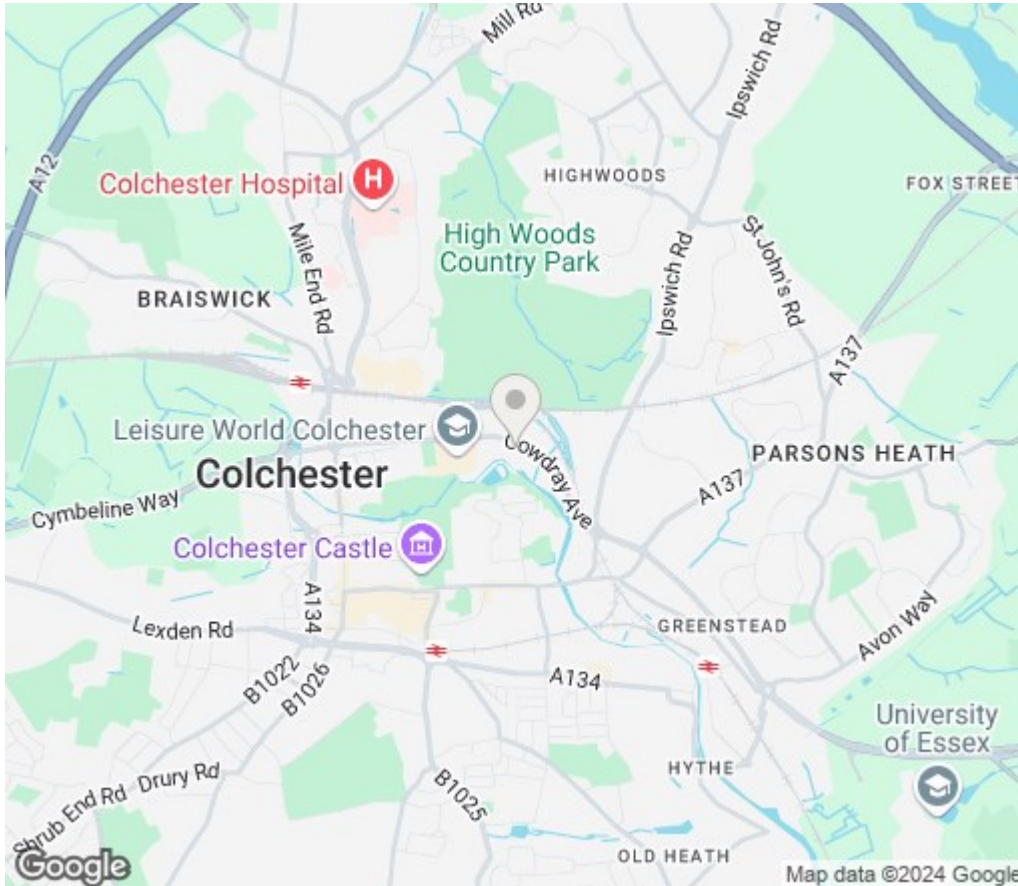 Mill Rd
Ipswich Rd
A12
Colchester Hospital
H
HIGHWOODS
FOX STREET
High Woods
Country Park
Mile End Rd
St John's Rd
Ipswich Rd
BRAISWICK
A137
Leisure World Colchester
Cowdray Ave
Colchester
PARSONS HEATH
A137
Cymbeline Way
Colchester Castle
A134
Lexden Rd
GREENSTEAD
Avon Way
B1022
B1026
A134
University
of Essex
HYTHE
Drury Rd
Shrub End Rd
B1025
OLD HEATH
Google
Map data ©2024 Google